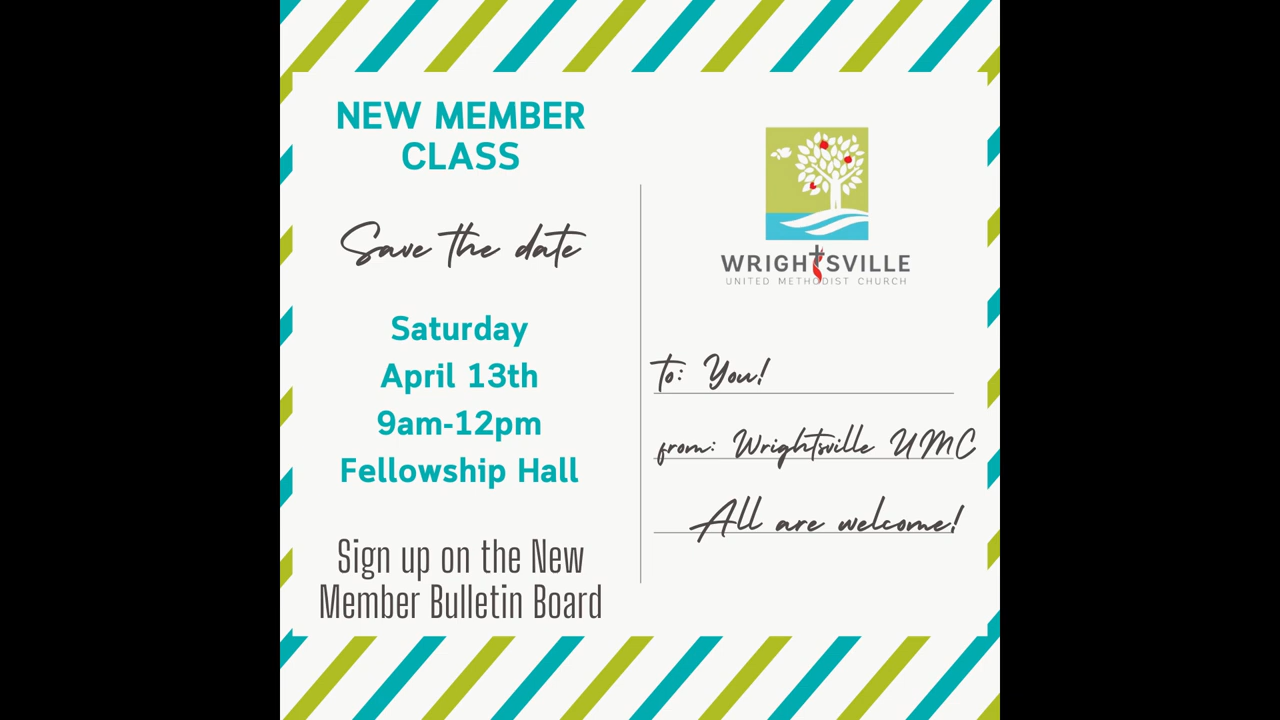 NEW MEMBER
CLASS
Save the date
Saturday
April 13th
9am-12pm
Fellowship Hall
Sign up on the New
Member Bulletin Board
WRIGHTSVILLE
UNITED METHODIST CHURCH
to: You!
from: Wrightsville UMC
All are welcome!